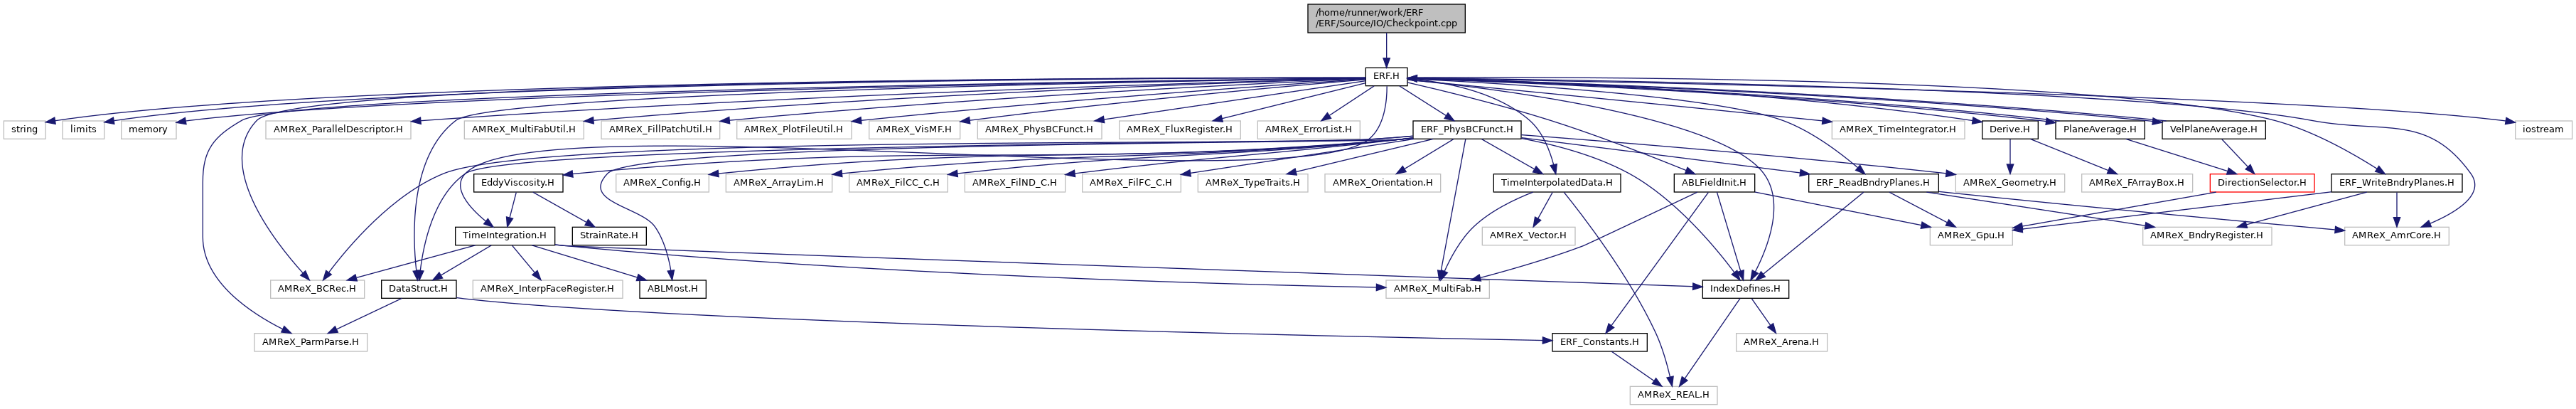 /home/runner/work/ERF
/ERF/Source/IO/Checkpoint.cpp
ERF.H
string
limits
memory
AMReX_ParallelDescriptor.H
AMReX_MultiFabUtil.H
AMReX_FillPatchUtil.H
AMReX_PlotFileUtil.H
AMReX_VisMF.H
AMReX_PhysBCFunct.H
AMReX_FluxRegister.H
AMReX_ErrorList.H
ERF_PhysBCFunct.H
AMReX_TimeIntegrator.H
Derive.H
PlaneAverage.H
VelPlaneAverage.H
iostream
EddyViscosity.H
AMReX_Config.H
AMReX_ArrayLim.H
AMReX_FilCC_C.H
AMReX_FilND_C.H
AMReX_FilFC_C.H
AMReX_TypeTraits.H
AMReX_Orientation.H
TimeInterpolatedData.H
ABLFieldInit.H
ERF_ReadBndryPlanes.H
AMReX_Geometry.H
AMReX_FArrayBox.H
DirectionSelector.H
ERF_WriteBndryPlanes.H
TimeIntegration.H
StrainRate.H
AMReX_Vector.H
AMReX_Gpu.H
AMReX_BndryRegister.H
AMReX_AmrCore.H
AMReX_BCRec.H
DataStruct.H
AMReX_InterpFaceRegister.H
ABLMost.H
AMReX_MultiFab.H
IndexDefines.H
AMReX_ParmParse.H
ERF_Constants.H
AMReX_Arena.H
AMReX_REAL.H